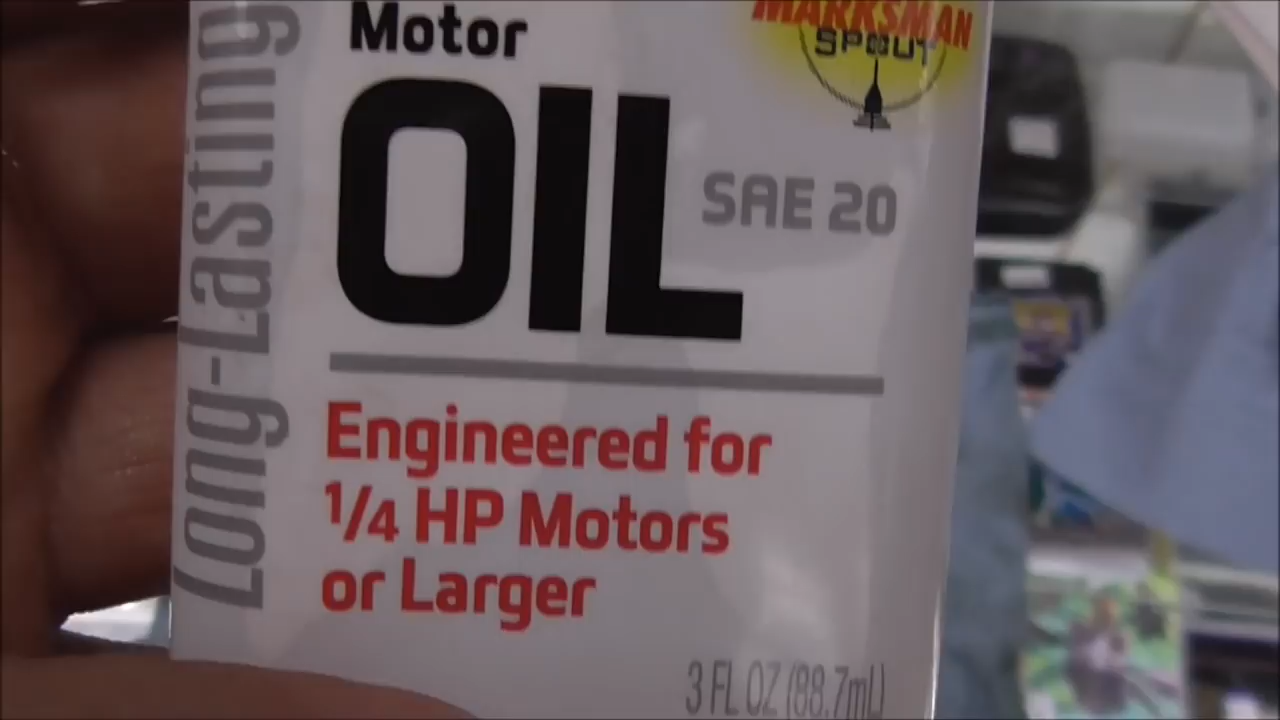 Long-Lasting
Motor
OIL
SAE 20
MARKSMAN
SPOUT
Engineered for
1/4 HP Motors
or Larger
3 FL OZ (88.7mL)